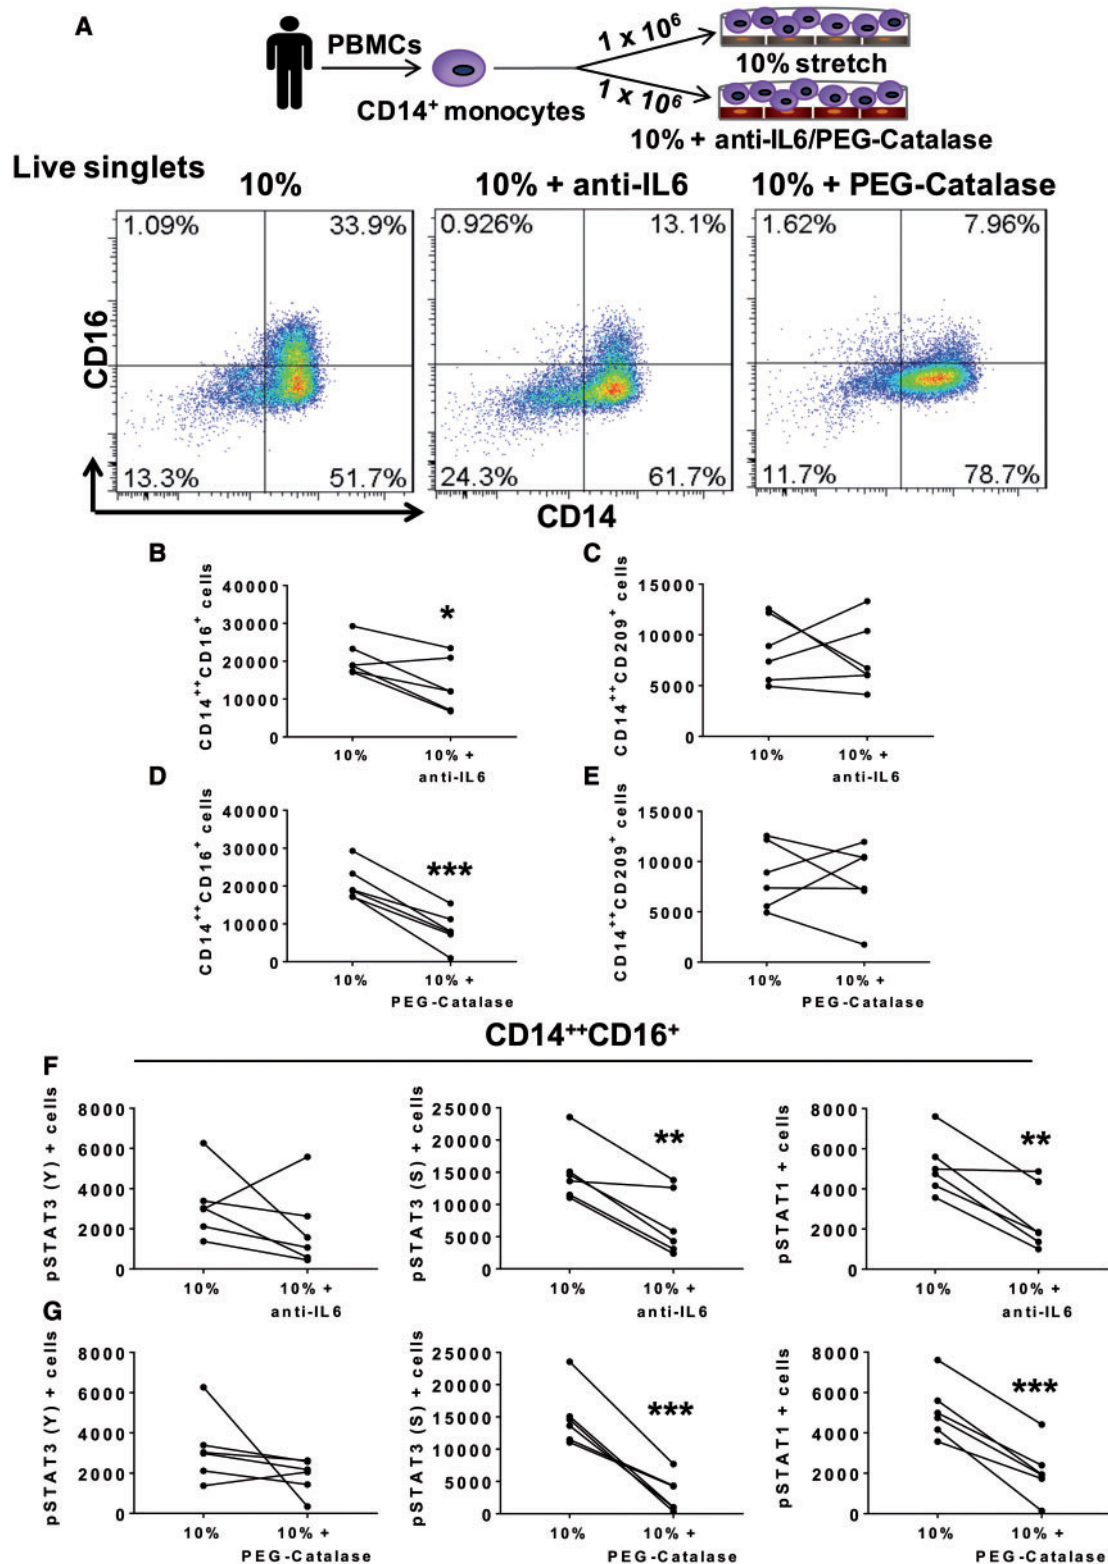 A
PBMCs
CD14⁺ monocytes
1 x 10⁶
1 x 10⁶
10% stretch
10% + anti-IL6/PEG-Catalase
Live singlets
10%
10% + anti-IL6
10% + PEG-Catalase
1.09% 33.9%
13.3% 51.7%
0.926% 13.1%
24.3% 61.7%
1.62% 7.96%
11.7% 78.7%
CD16
CD14
B
CD14⁺⁺CD16⁺ cells
40000
30000
20000
10000
0
*
10%
10% +
anti-IL6
C
CD14⁺⁺CD209⁺ cells
15000
10000
5000
0
10%
10% +
anti-IL6
D
CD14⁺⁺CD16⁺ cells
40000
30000
20000
10000
0
***
10%
10% +
PEG-Catalase
E
CD14⁺⁺CD209⁺ cells
15000
10000
5000
0
10%
10% +
PEG-Catalase
CD14⁺⁺CD16⁺
F
pSTAT3 (Y) + cells
8000
6000
4000
2000
0
10%
10% +
anti-IL6
pSTAT3 (S) + cells
25000
20000
15000
10000
5000
0
**
10%
10% +
anti-IL6
pSTAT1 + cells
8000
6000
4000
2000
0
**
10%
10% +
anti-IL6
G
pSTAT3 (Y) + cells
8000
6000
4000
2000
0
10%
10% +
PEG-Catalase
pSTAT3 (S) + cells
25000
20000
15000
10000
5000
0
***
10%
10% +
PEG-Catalase
pSTAT1 + cells
8000
6000
4000
2000
0
***
10%
10% +
PEG-Catalase